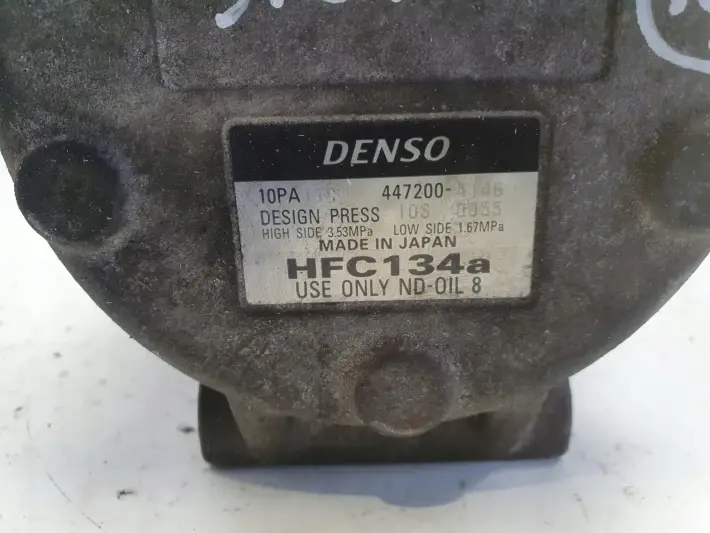 DENSO
10PA 447200-
DESIGN PRESS
HIGH SIDE 3.53MPa LOW SIDE 1.67MPa
MADE IN JAPAN
HFC134a
USE ONLY ND-OIL 8